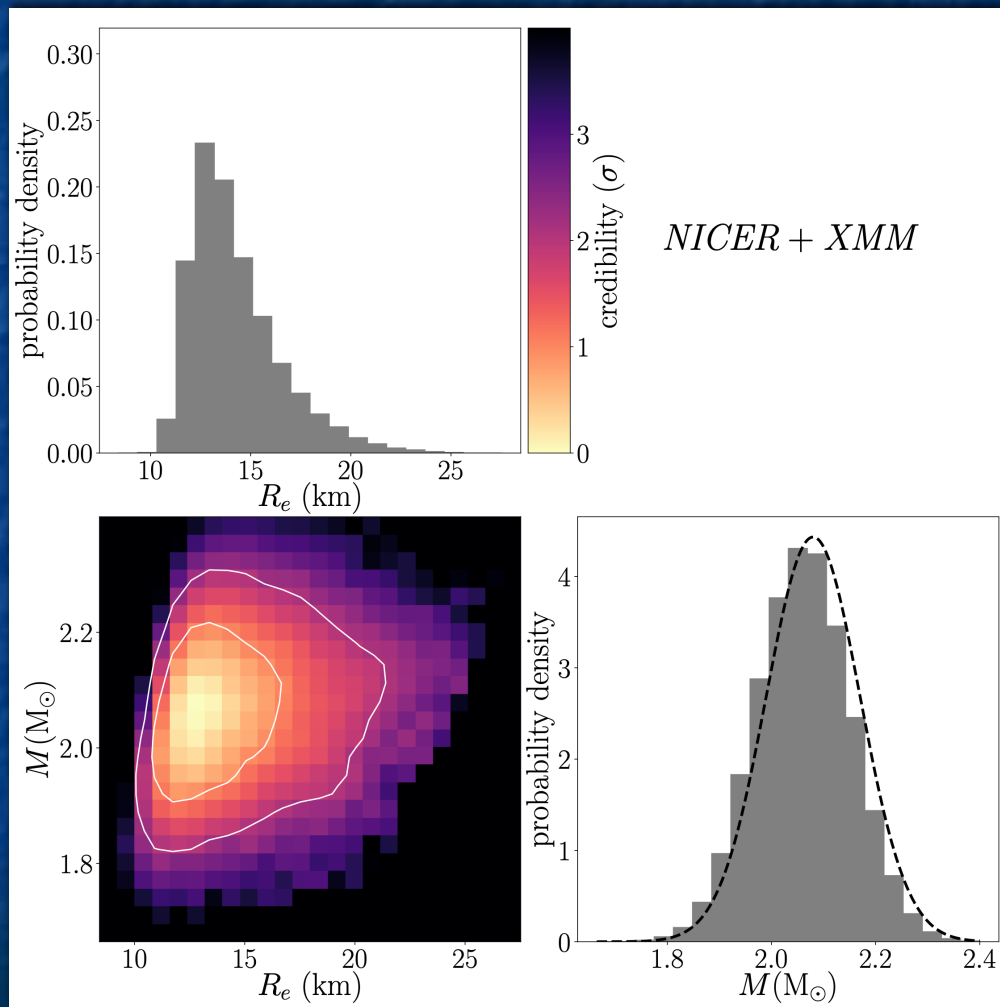 0.30
0.25
0.20
0.15
0.10
0.05
0.00
probability density
10 15 20 25
R_e (km)
3
2
1
0
credibility (σ)
NICER + XMM
2.2
2.0
1.8
M(M⊙)
10 15 20 25
R_e (km)
4
3
2
1
0
probability density
1.8 2.0 2.2 2.4
M(M⊙)